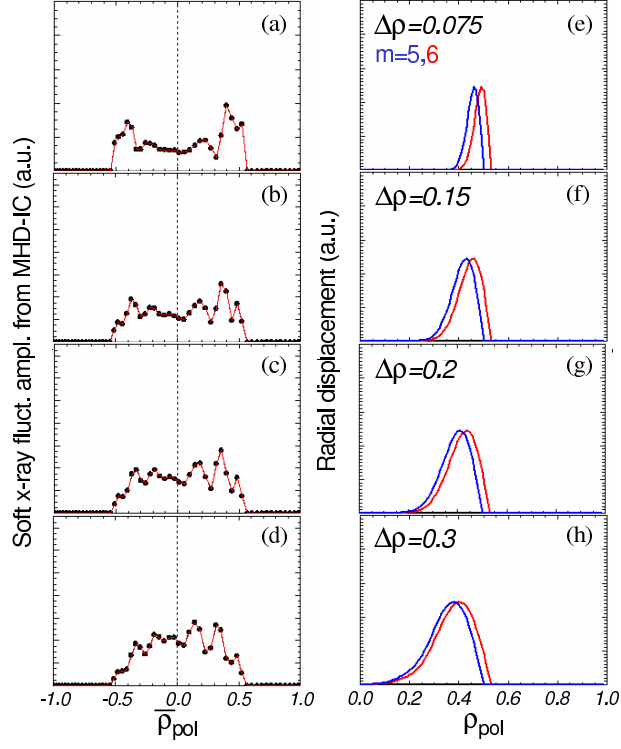 Soft x-ray fluct. ampl. from MHD-IC (a.u.)
(a)
(b)
(c)
(d)
-1.0 -0.5 0.0 0.5 1.0
ρ̅pol
Radial displacement (a.u.)
Δρ=0.075 (e)
m=5,6
Δρ=0.15 (f)
Δρ=0.2 (g)
Δρ=0.3 (h)
0.0 0.2 0.4 0.6 0.8 1.0
ρpol